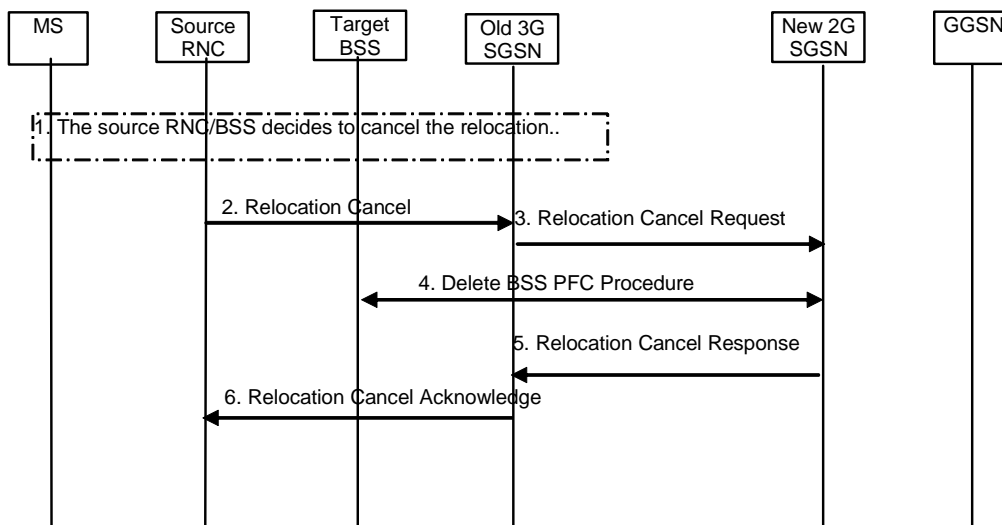 MS
Source
RNC
Target
BSS
Old 3G
SGSN
New 2G
SGSN
GGSN
1. The source RNC/BSS decides to cancel the relocation..
2. Relocation Cancel
3. Relocation Cancel Request
4. Delete BSS PFC Procedure
5. Relocation Cancel Response
6. Relocation Cancel Acknowledge